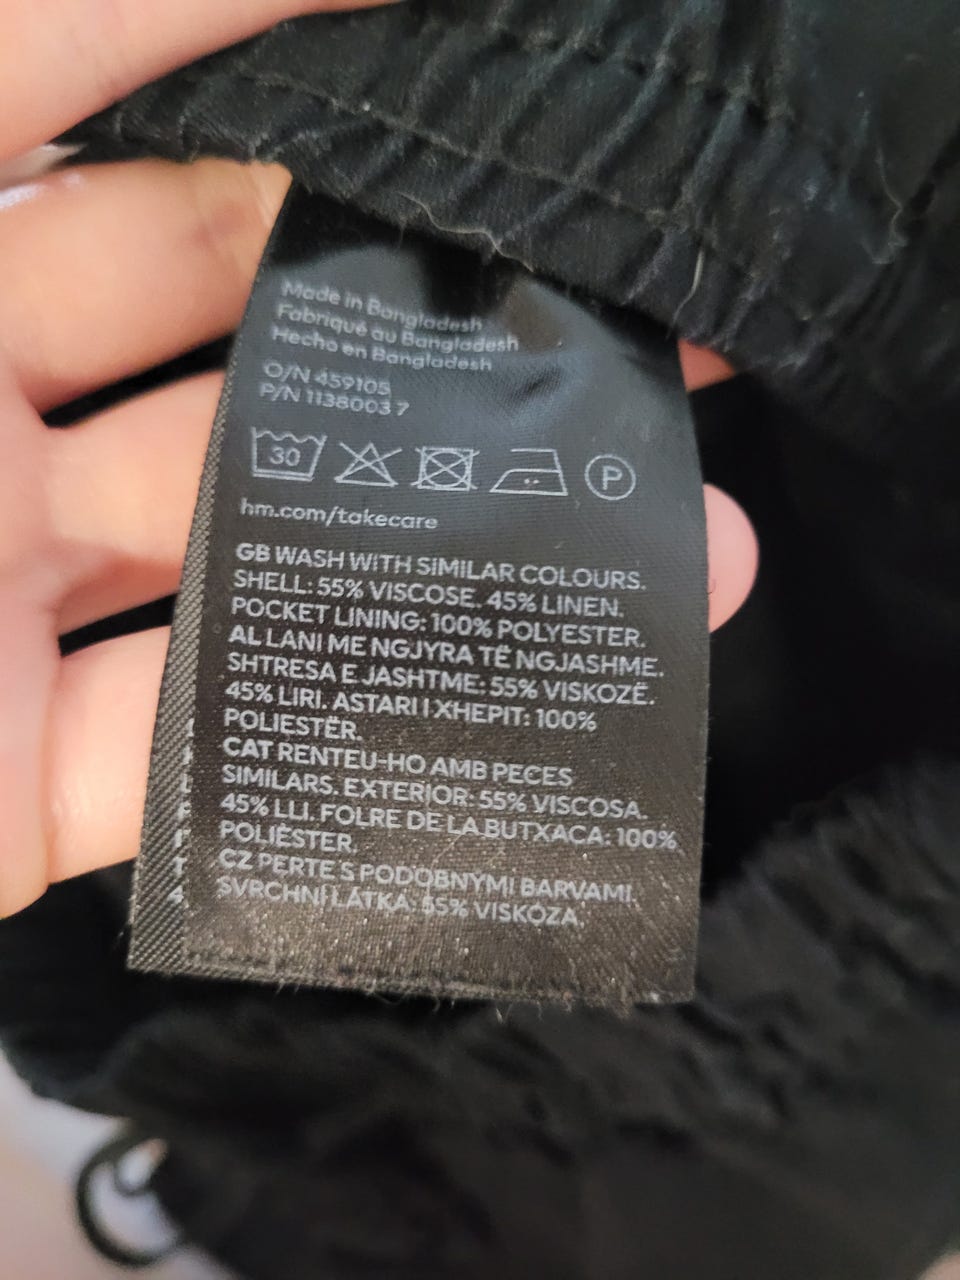 Made in Bangladesh
Fabriqué au Bangladesh
Hecho en Bangladesh
O/N 459105
P/N 1138003 7
30 P
hm.com/takecare
GB WASH WITH SIMILAR COLOURS.
SHELL: 55% VISCOSE. 45% LINEN.
POCKET LINING: 100% POLYESTER.
AL LANI ME NGJYRA TË NGJASHME.
SHTRESA E JASHTME: 55% VISKOZË.
45% LIRI. ASTARI I XHEPIT: 100%
POLIESTËR.
CAT RENTEU-HO AMB PECES
SIMILARS. EXTERIOR: 55% VISCOSA.
45% LLI. FOLRE DE LA BUTXACA: 100%
POLIÈSTER.
CZ PERTE S PODOBNÝMI BARVAMI.
SVRCHNÍ LÁTKA: 55% VISKÓZA,